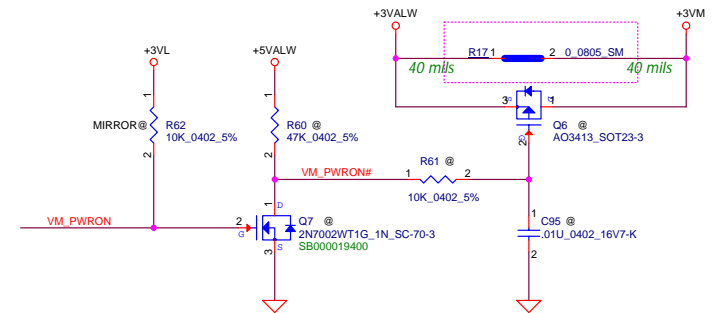 +3VALW +3VM
R17 1 2 0_0805_SM
40 mils 40 mils
+3VL +5VALW
3 S D 1
1 1
MIRROR@ R62 R60 @ Q6 @
10K_0402_5% 47K_0402_5% AO3413_SOT23-3
G
2 2 2
R61 @
VM_PWRON# 1 2
10K_0402_5%
1 D
VM_PWRON 2 G Q7 @ 1 C95 @
2N7002WT1G_1N_SC-70-3 .01U_0402_16V7-K
3 S SB000019400 2